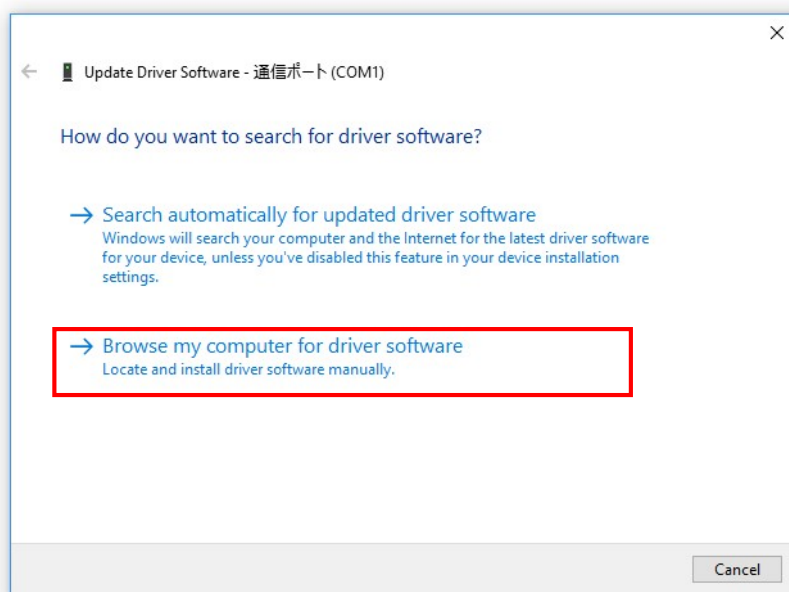 Update Driver Software - 通信ポート (COM1)
How do you want to search for driver software?
Search automatically for updated driver software
Windows will search your computer and the Internet for the latest driver software
for your device, unless you've disabled this feature in your device installation
settings.
Browse my computer for driver software
Locate and install driver software manually.
Cancel